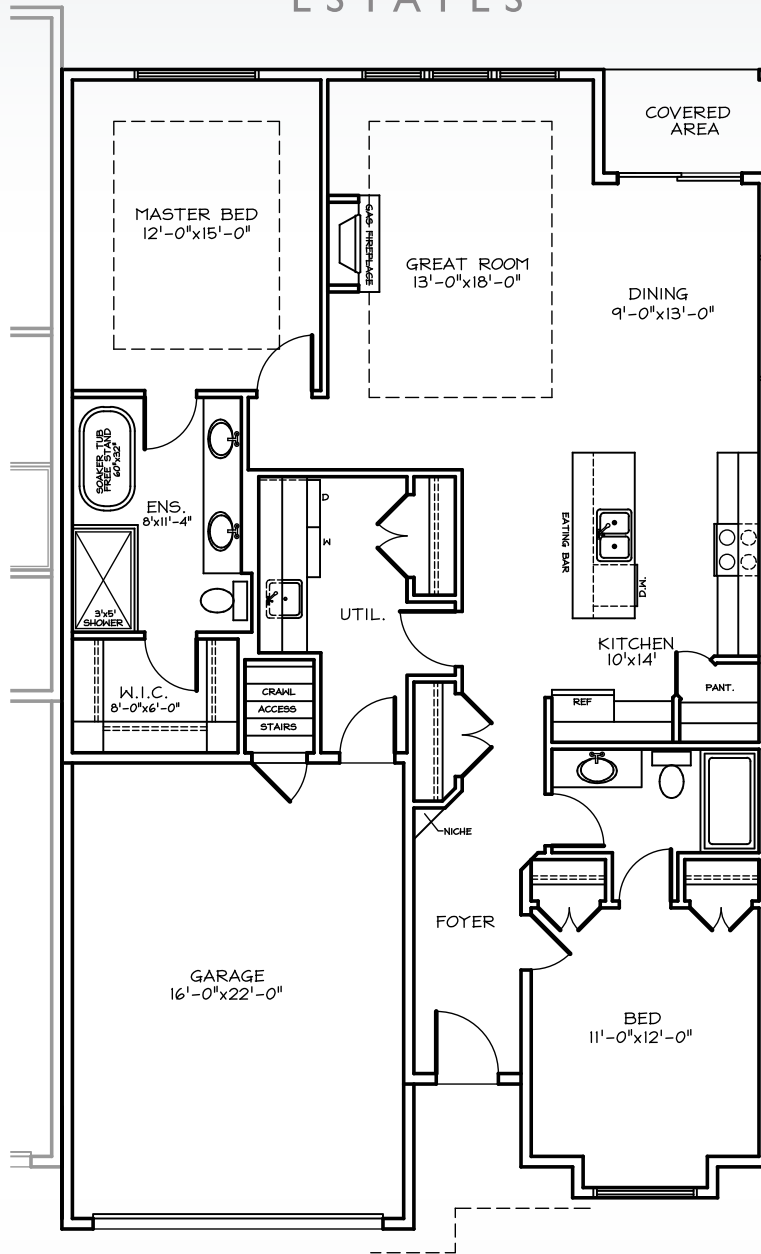 ESTATES
COVERED
AREA
MASTER BED
12'-0"x15'-0"
GAS FIREPLACE
GREAT ROOM
13'-0"x18'-0"
DINING
9'-0"x13'-0"
SOAKER TUB
FREE STAND
60"x32"
ENS.
8'x11'-4"
D
W
EATING BAR
D.W.
3'x5'
SHOWER
UTIL.
KITCHEN
10'x14'
W.I.C.
8'-0"x6'-0"
CRAWL
ACCESS
STAIRS
REF
PANT.
NICHE
FOYER
GARAGE
16'-0"x22'-0"
BED
11'-0"x12'-0"